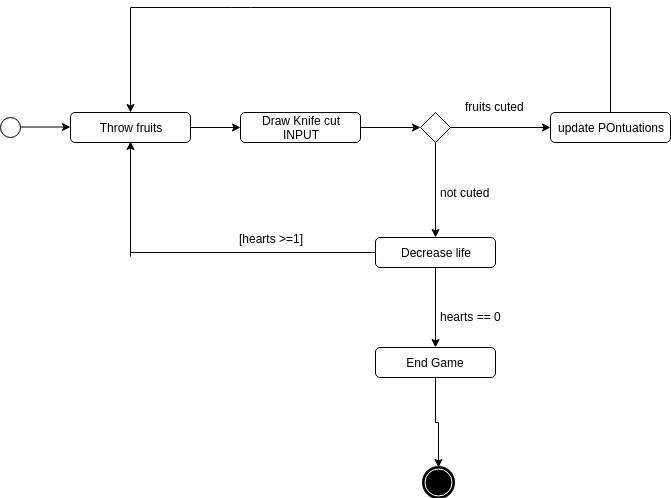 fruits cuted
Throw fruits
Draw Knife cut
INPUT
update POntuations
not cuted
[hearts >=1]
Decrease life
hearts == 0
End Game